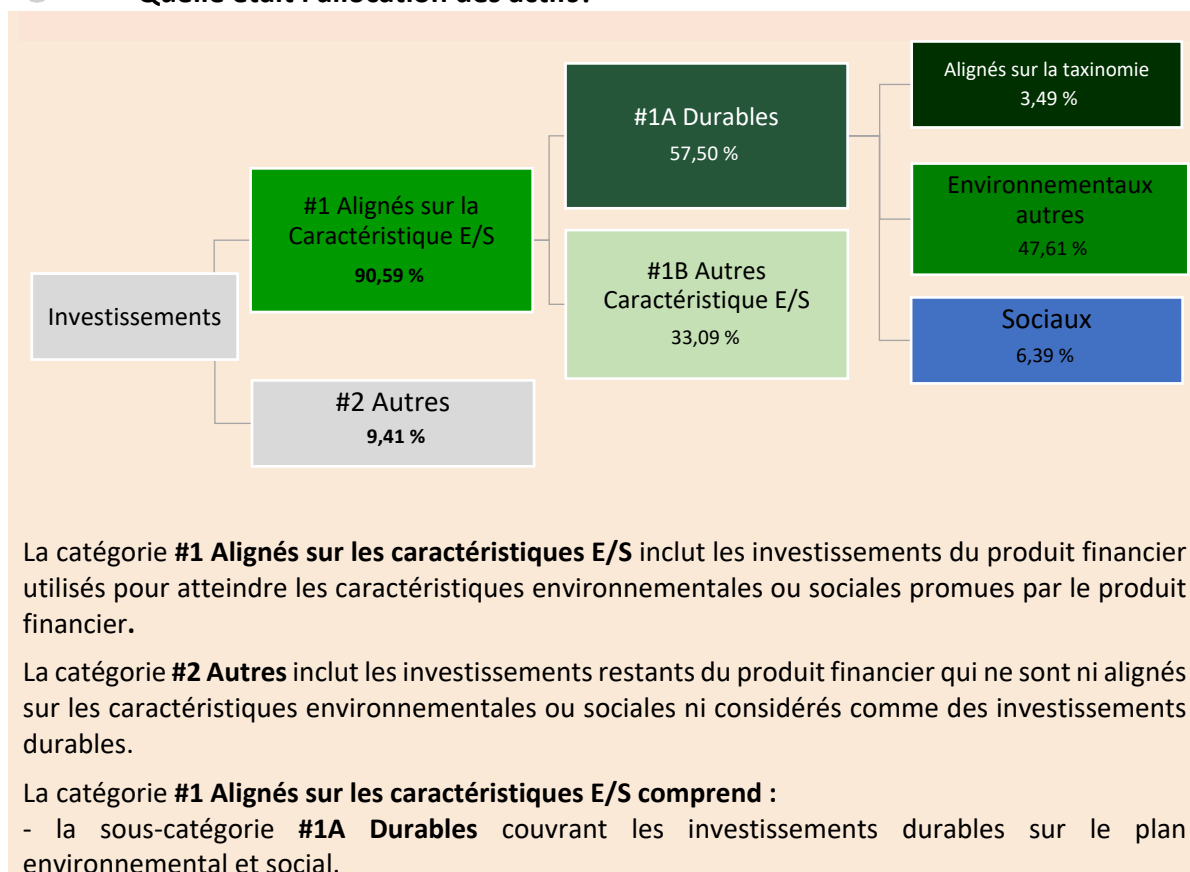 Quelle était l'allocation des actifs?
Alignés sur la taxinomie
3,49 %
#1A Durables
57,50 %
Environnementaux
autres
47,61 %
#1 Alignés sur la
Caractéristique E/S
90,59 %
#1B Autres
Caractéristique E/S
33,09 %
Investissements
Sociaux
6,39 %
#2 Autres
9,41 %
La catégorie #1 Alignés sur les caractéristiques E/S inclut les investissements du produit financier
utilisés pour atteindre les caractéristiques environnementales ou sociales promues par le produit
financier.
La catégorie #2 Autres inclut les investissements restants du produit financier qui ne sont ni alignés
sur les caractéristiques environnementales ou sociales ni considérés comme des investissements
durables.
La catégorie #1 Alignés sur les caractéristiques E/S comprend :
- la sous-catégorie #1A Durables couvrant les investissements durables sur le plan
environnemental et social.